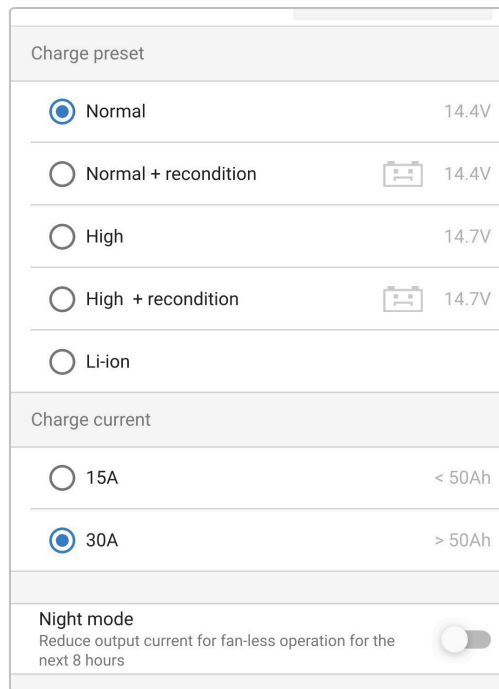 Charge preset
Normal 14.4V
Normal + recondition 14.4V
High 14.7V
High + recondition 14.7V
Li-ion
Charge current
15A < 50Ah
30A > 50Ah
Night mode
Reduce output current for fan-less operation for the
next 8 hours